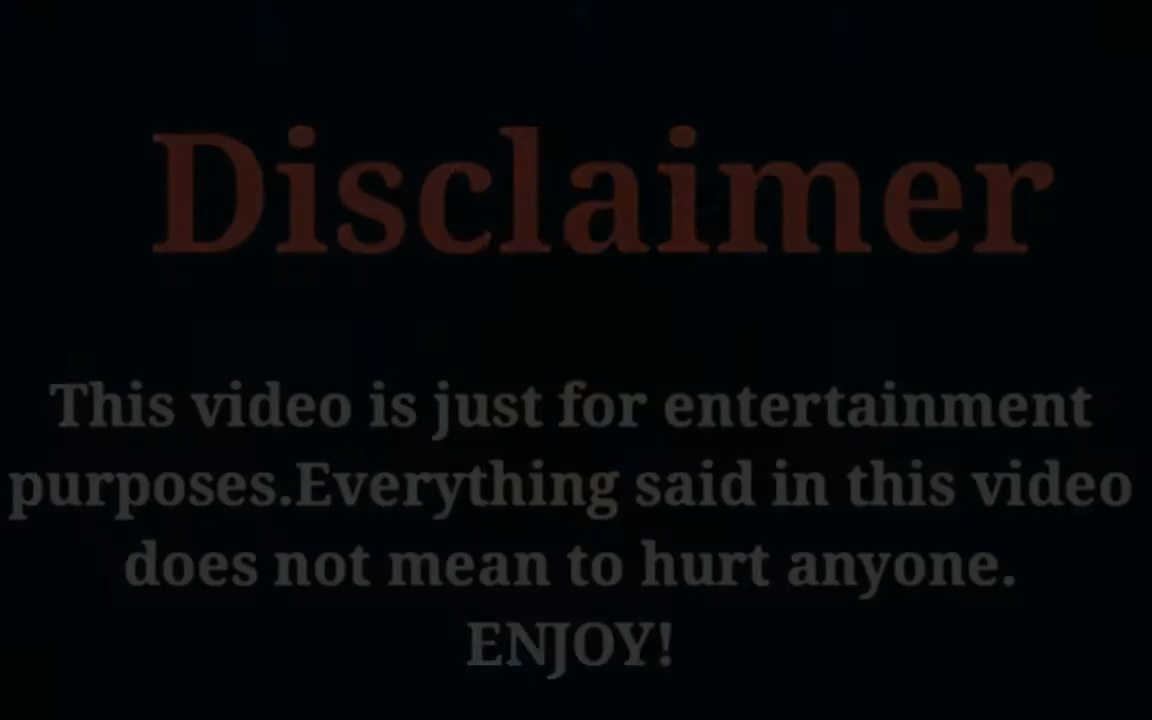 Disclaimer
This video is just for entertainment
purposes.Everything said in this video
does not mean to hurt anyone.
ENJOY!